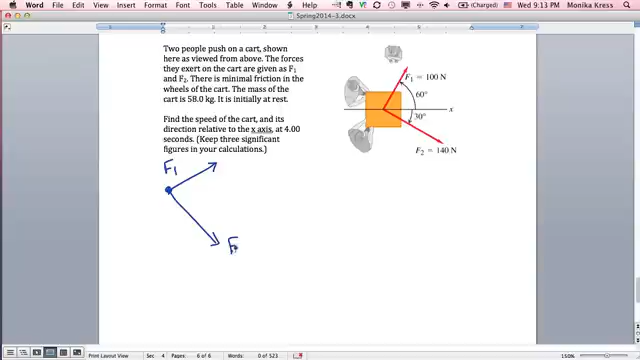 Word File Edit View Insert Format Font Tools Table Window Help
(Charged) Wed 9:13 PM Monika Kress
Spring2014-3.docx
Two people push on a cart, shown
here as viewed from above. The forces
they exert on the cart are given as F1
and F2. There is minimal friction in the
wheels of the cart. The mass of the
cart is 58.0 kg. It is initially at rest.
Find the speed of the cart, and its
direction relative to the x axis, at 4.00
seconds. (Keep three significant
figures in your calculations.)
F1 = 100 N
60°
x
30°
F2 = 140 N
F1
F
Print Layout View Sec 4 Pages: 6 of 6 Words: 0 of 523 150%